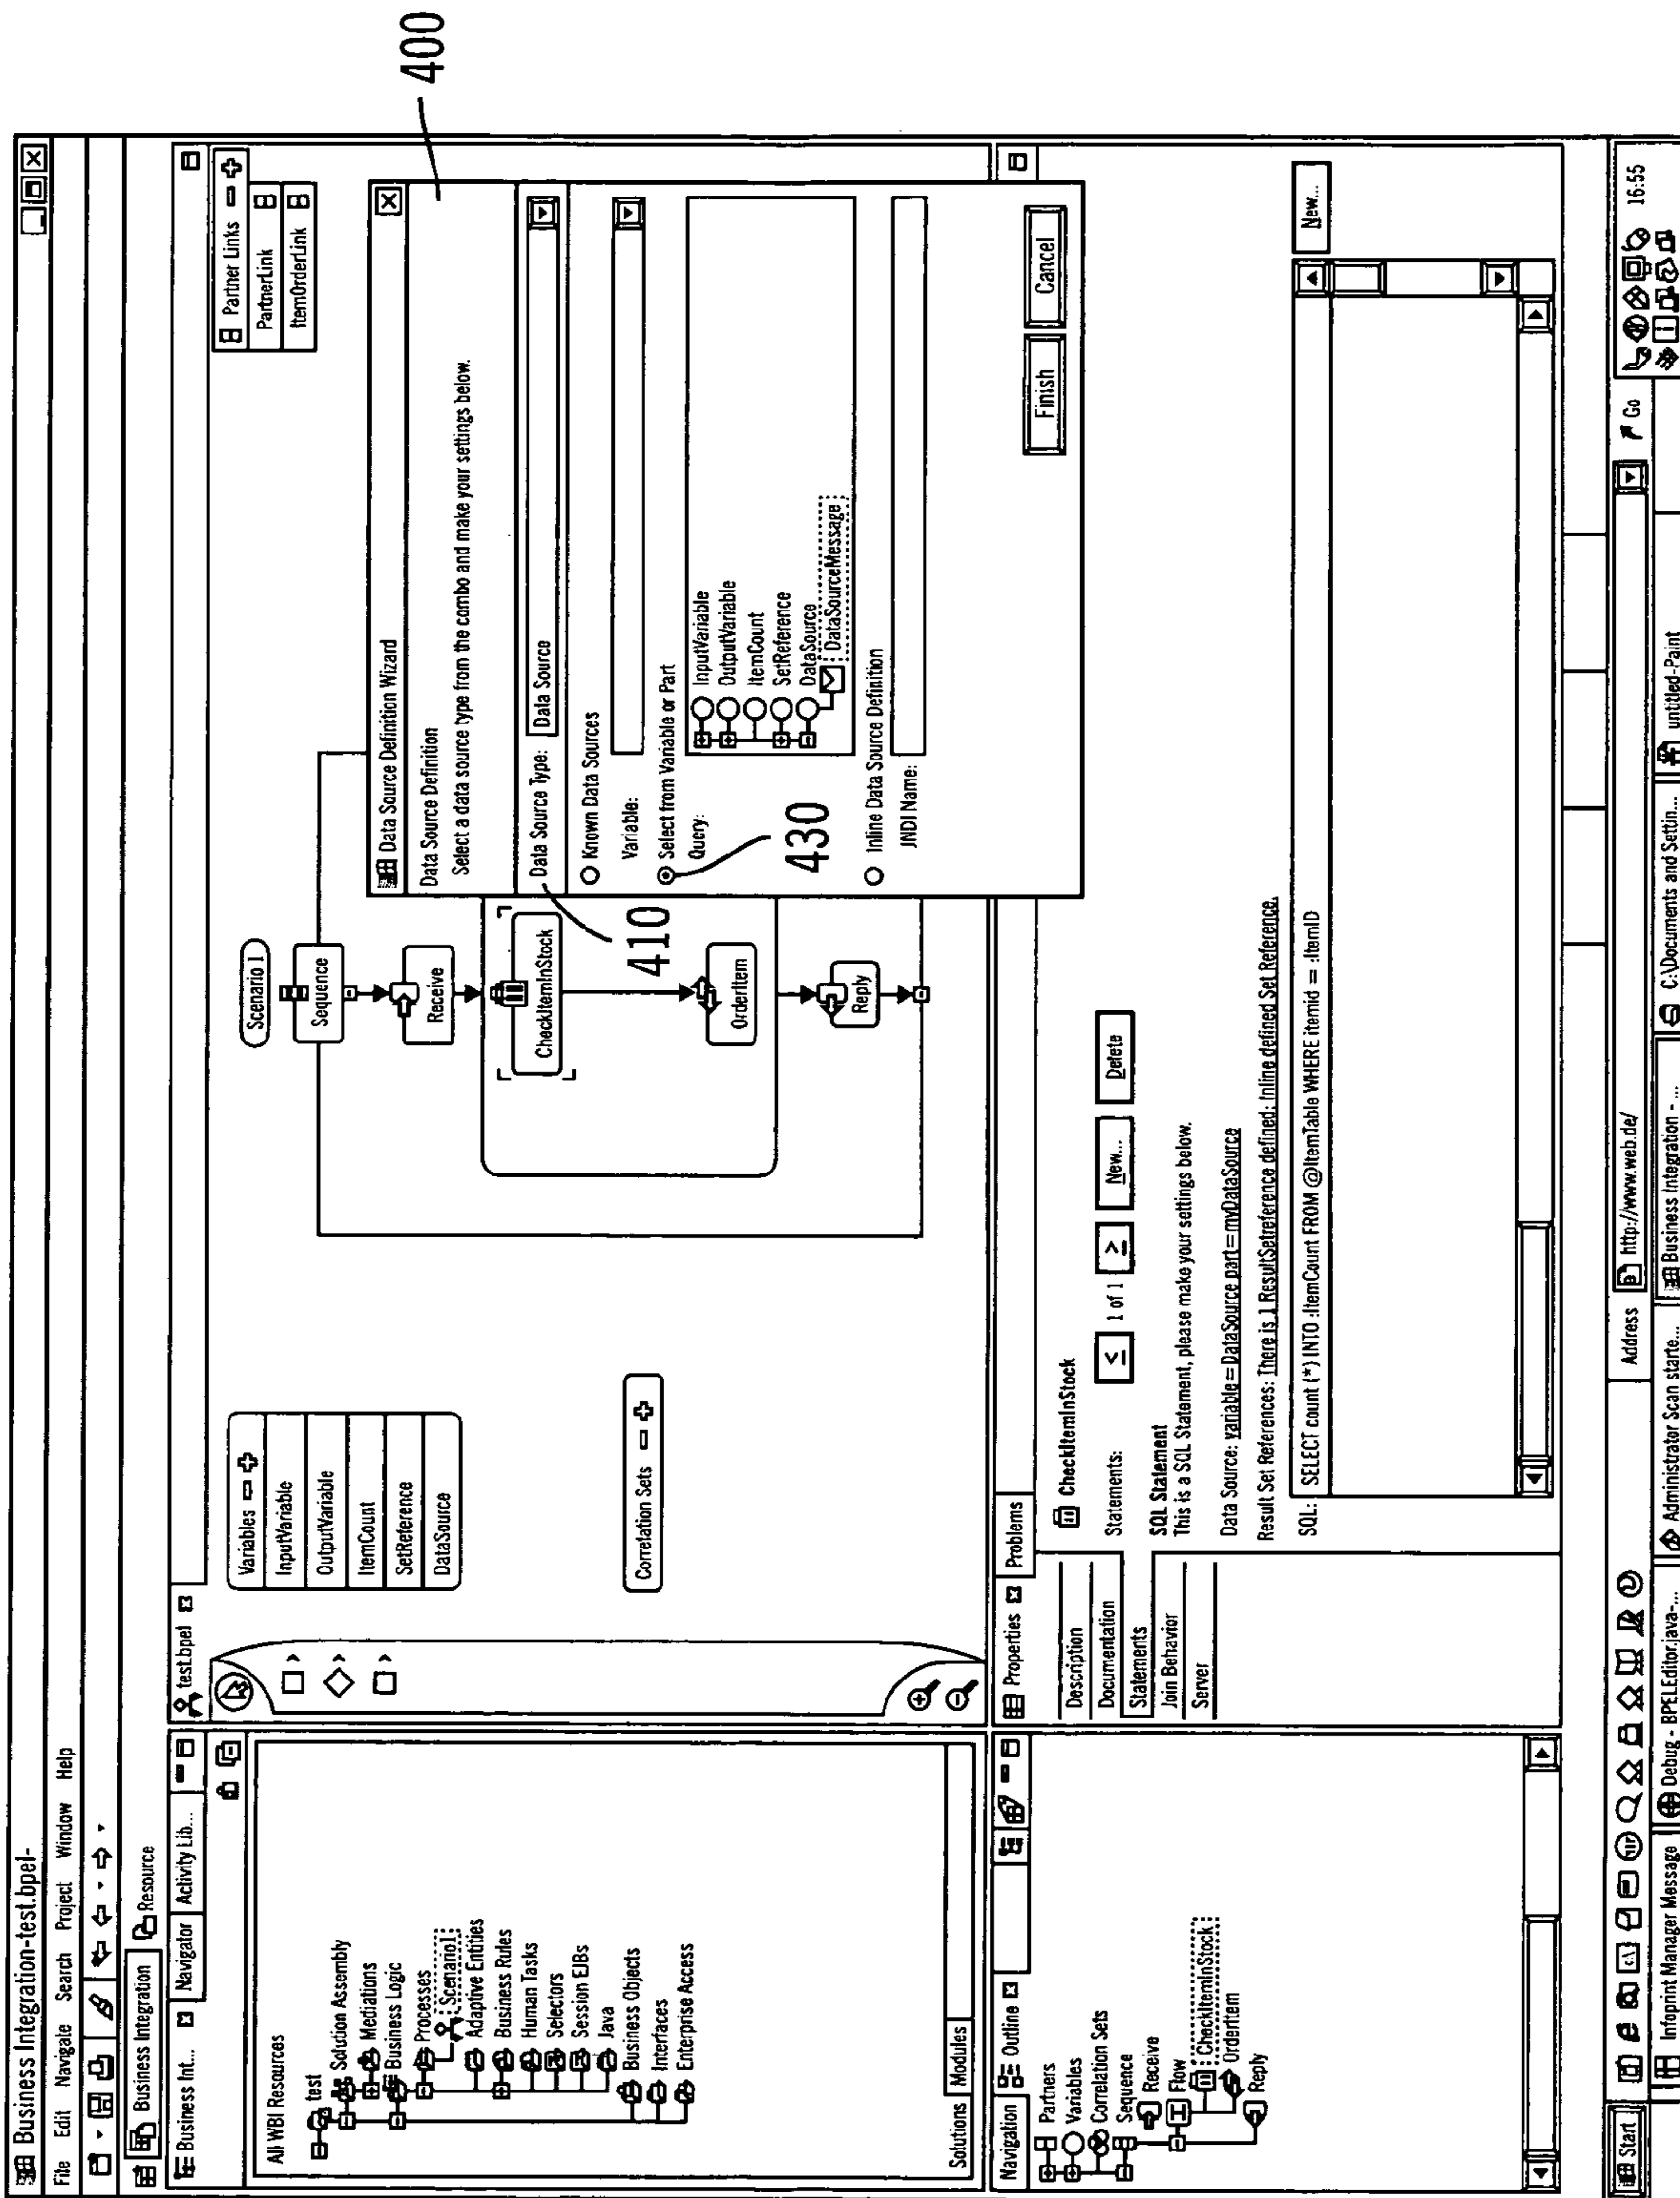 Business Integration-test.bpel-
File Edit Navigate Search Project Window Help
Business Integration Resource
Business Int... Navigator Activity Lib...
All WBI Resources
test
Solution Assembly
Mediations
Business Logic
Processes
Scenario1
Adaptive Entities
Business Rules
Human Tasks
Selectors
Session EJBs
Java
Business Objects
Interfaces
Enterprise Access
Solutions Modules
Navigation Outline
Partners
Variables
Correlation Sets
Sequence
Receive
Flow
CheckItemInStock
OrderItem
Reply
test.bpel
Variables
InputVariable
OutputVariable
ItemCount
SetReference
DataSource
Correlation Sets
Scenario 1
Sequence
Receive
CheckItemInStock
OrderItem
Reply
Partner Links
PartnerLink
ItemOrderLink
400
Data Source Definition Wizard
Data Source Definition
Select a data source type from the combo and make your settings below.
410
Data Source Type: Data Source
Known Data Sources
Variable:
Select from Variable or Part
Query:
430
InputVariable
OutputVariable
ItemCount
SetReference
DataSource
DataSourceMessage
Inline Data Source Definition
JNDI Name:
Finish Cancel
Properties Problems
Description
Documentation
Statements
Join Behavior
Server
CheckItemInStock
Statements: < 1 of 1 > New... Delete
SQL Statement
This is a SQL Statement, please make your settings below.
Data Source: variable=DataSource part=myDataSource
Result Set References: There is 1 ResultSetreference defined: Inline defined Set Reference.
SQL: SELECT count (*) INTO :ItemCount FROM @ItemTable WHERE itemid = :ItemID
New...
Start
Address http://www.web.de/ Go
16:55
Infoprint Manager Message
Debug - BPELEditor.java-...
Administrator Scan starte...
Business Integration - ...
C:\Documents and Settin...
untitled-Paint